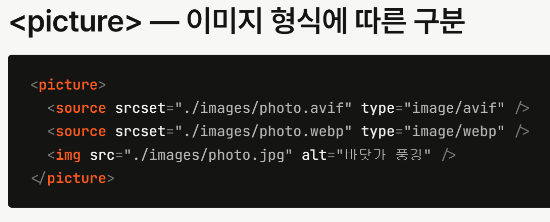 <picture> — 이미지 형식에 따른 구분
<picture>
<source srcset="./images/photo.avif" type="image/avif" />
<source srcset="./images/photo.webp" type="image/webp" />
<img src="./images/photo.jpg" alt="바닷가 풍경" />
</picture>